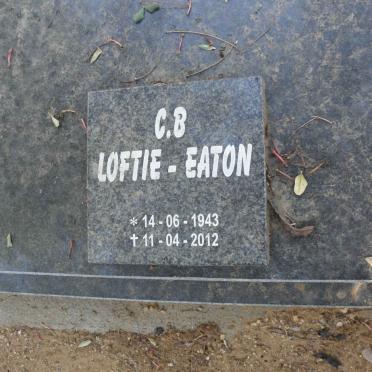 C.B
LOFTIE - EATON
* 14 - 06 - 1943
✝ 11 - 04 - 2012